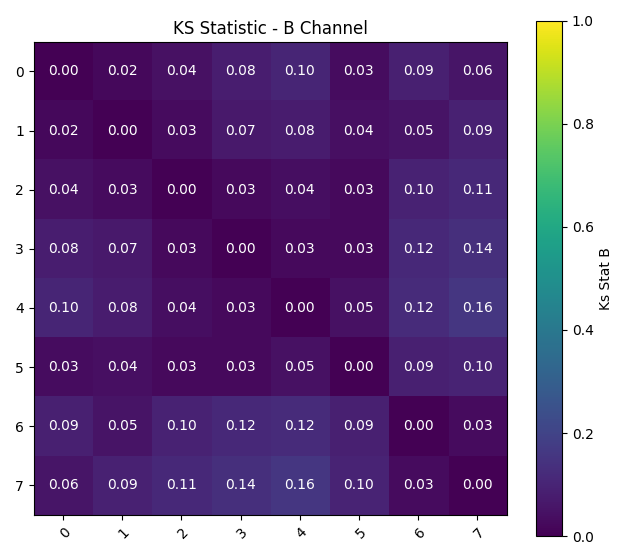 KS Statistic - B Channel
0 0.00 0.02 0.04 0.08 0.10 0.03 0.09 0.06
1 0.02 0.00 0.03 0.07 0.08 0.04 0.05 0.09
2 0.04 0.03 0.00 0.03 0.04 0.03 0.10 0.11
3 0.08 0.07 0.03 0.00 0.03 0.03 0.12 0.14
4 0.10 0.08 0.04 0.03 0.00 0.05 0.12 0.16
5 0.03 0.04 0.03 0.03 0.05 0.00 0.09 0.10
6 0.09 0.05 0.10 0.12 0.12 0.09 0.00 0.03
7 0.06 0.09 0.11 0.14 0.16 0.10 0.03 0.00
0 1 2 3 4 5 6 7
1.0
0.8
0.6
0.4
0.2
0.0
Ks Stat B